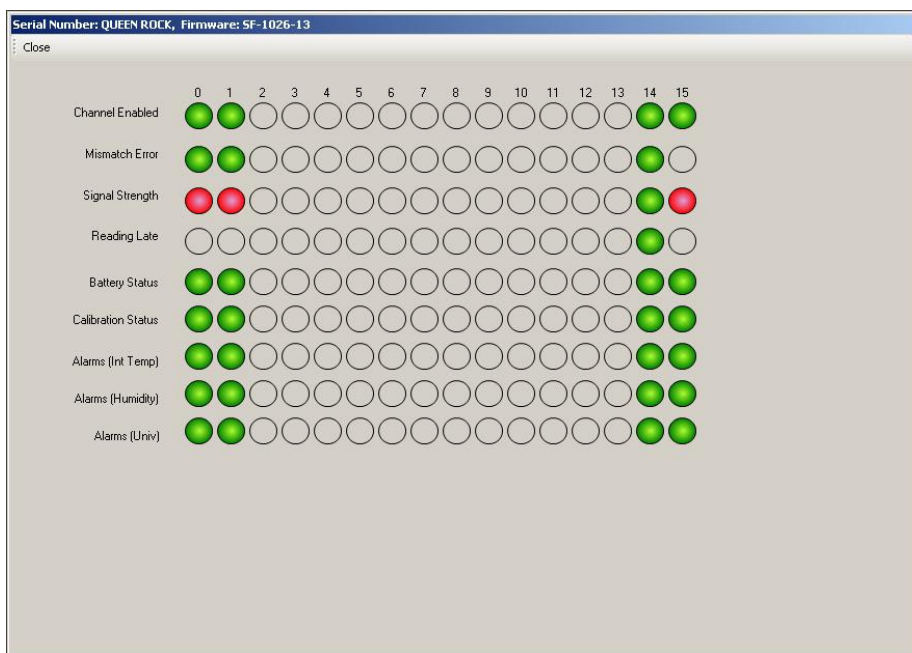 Serial Number: QUEEN ROCK, Firmware: SF-1026-13
Close
0 1 2 3 4 5 6 7 8 9 10 11 12 13 14 15
Channel Enabled
Mismatch Error
Signal Strength
Reading Late
Battery Status
Calibration Status
Alarms (Int Temp)
Alarms (Humidity)
Alarms (Univ)